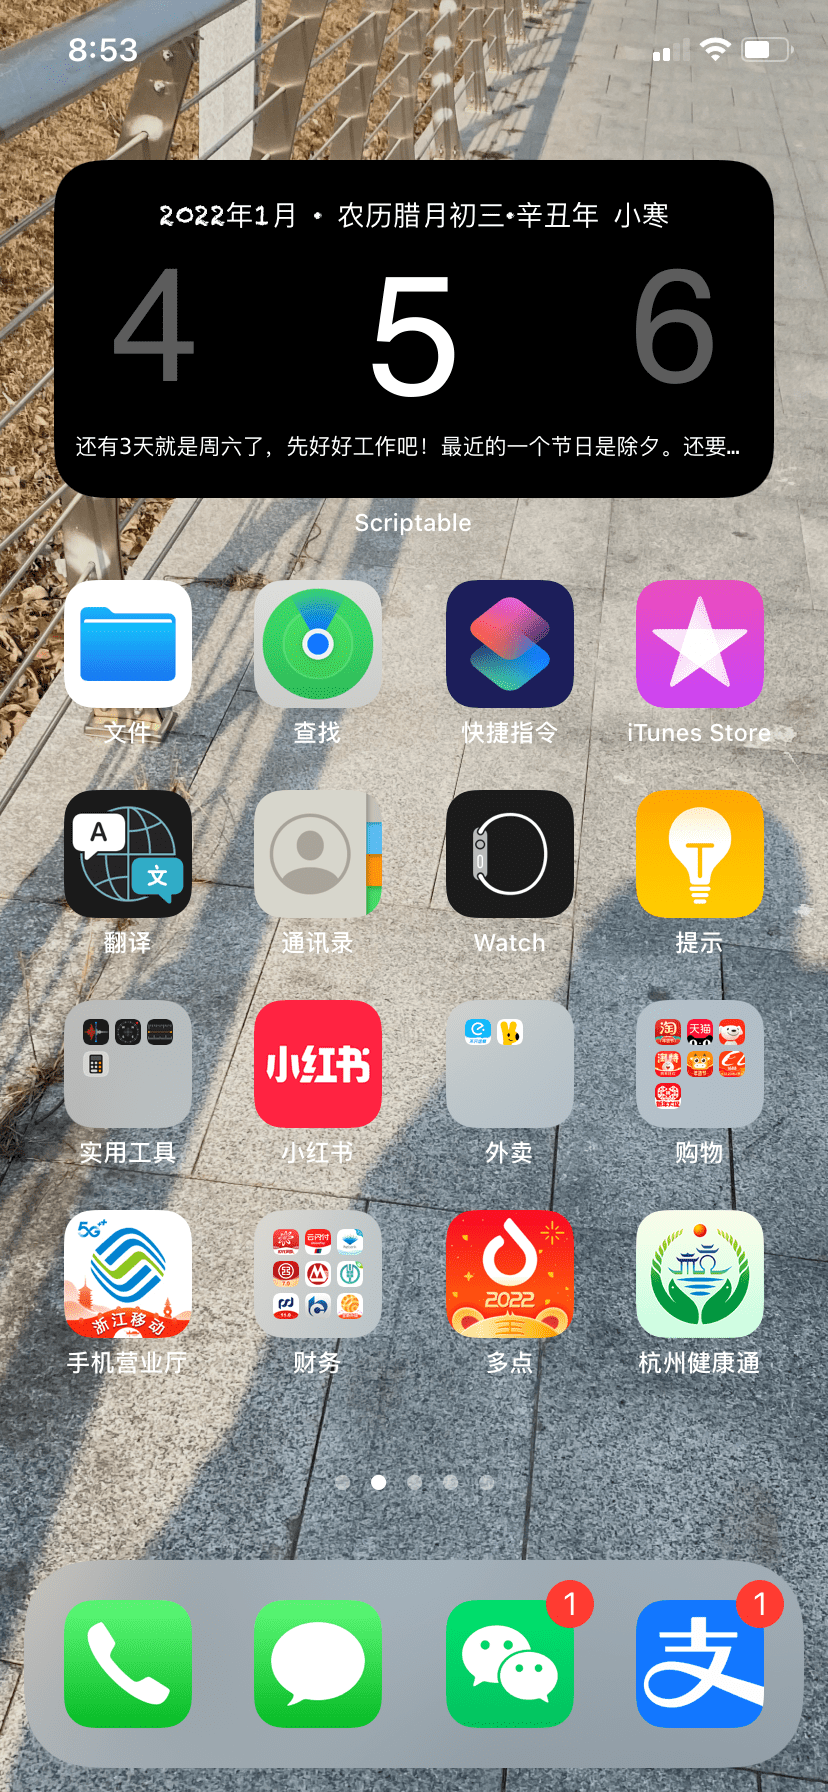 8:53
2022年1月 • 农历腊月初三•辛丑年 小寒
4 5 6
还有3天就是周六了，先好好工作吧！最近的一个节日是除夕。还要...
Scriptable
文件 查找 快捷指令 iTunes Store
A 文
翻译 通讯录 Watch 提示
小红书
淘 天猫
实用工具 小红书 外卖 购物
5G++
云闪付
2022
浙江移动
手机营业厅 财务 多点 杭州健康通
1 1
支